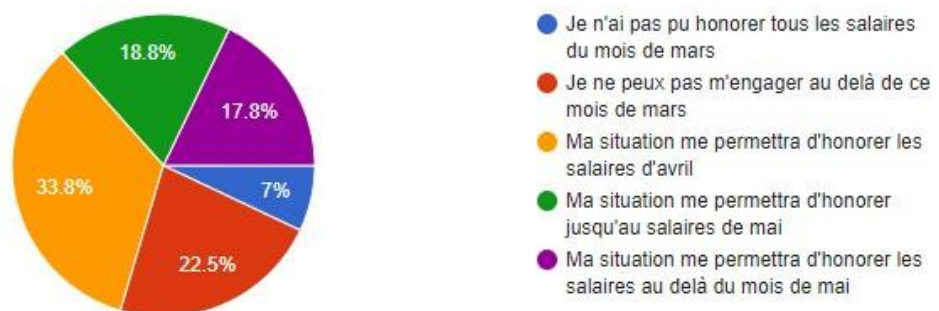 18.8%
17.8%
33.8%
7%
22.5%
Je n'ai pas pu honorer tous les salaires
du mois de mars
Je ne peux pas m'engager au delà de ce
mois de mars
Ma situation me permettra d'honorer les
salaires d'avril
Ma situation me permettra d'honorer
jusqu'au salaires de mai
Ma situation me permettra d'honorer les
salaires au delà du mois de mai